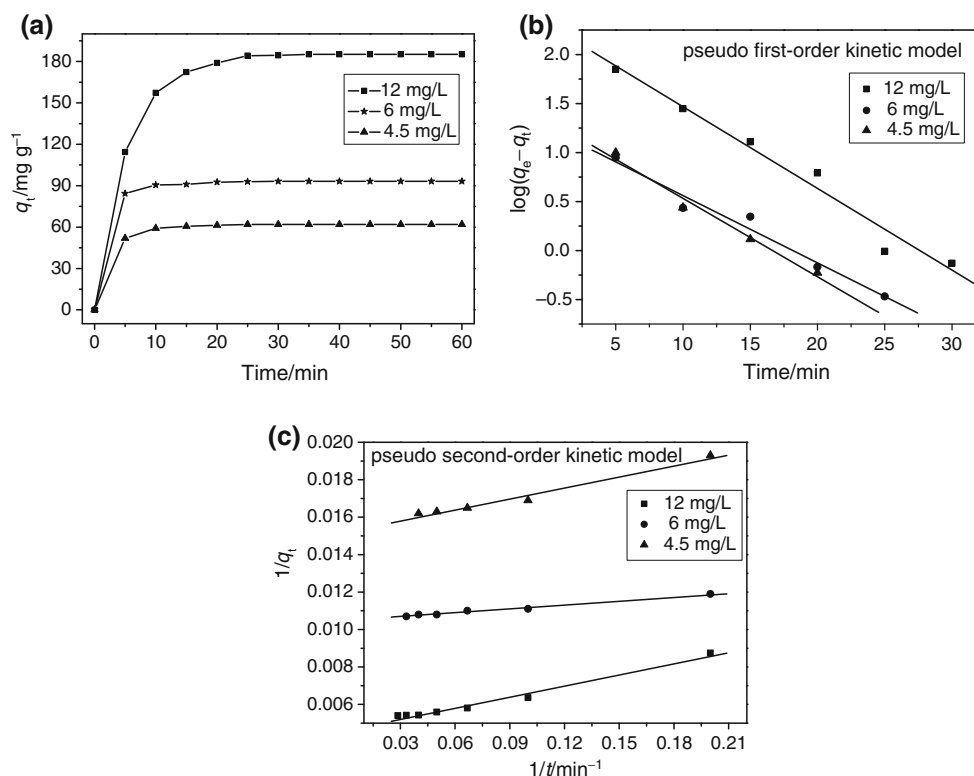 (a)
180
150
120
90
60
30
0
qt/mg g−1
12 mg/L
6 mg/L
4.5 mg/L
0 10 20 30 40 50 60
Time/min
(b)
pseudo first-order kinetic model
2.0
1.5
1.0
0.5
0.0
−0.5
log(qe−qt)
12 mg/L
6 mg/L
4.5 mg/L
5 10 15 20 25 30
Time/min
(c)
pseudo second-order kinetic model
0.020
0.018
0.016
0.014
0.012
0.010
0.008
0.006
1/qt
12 mg/L
6 mg/L
4.5 mg/L
0.03 0.06 0.09 0.12 0.15 0.18 0.21
1/t/min−1